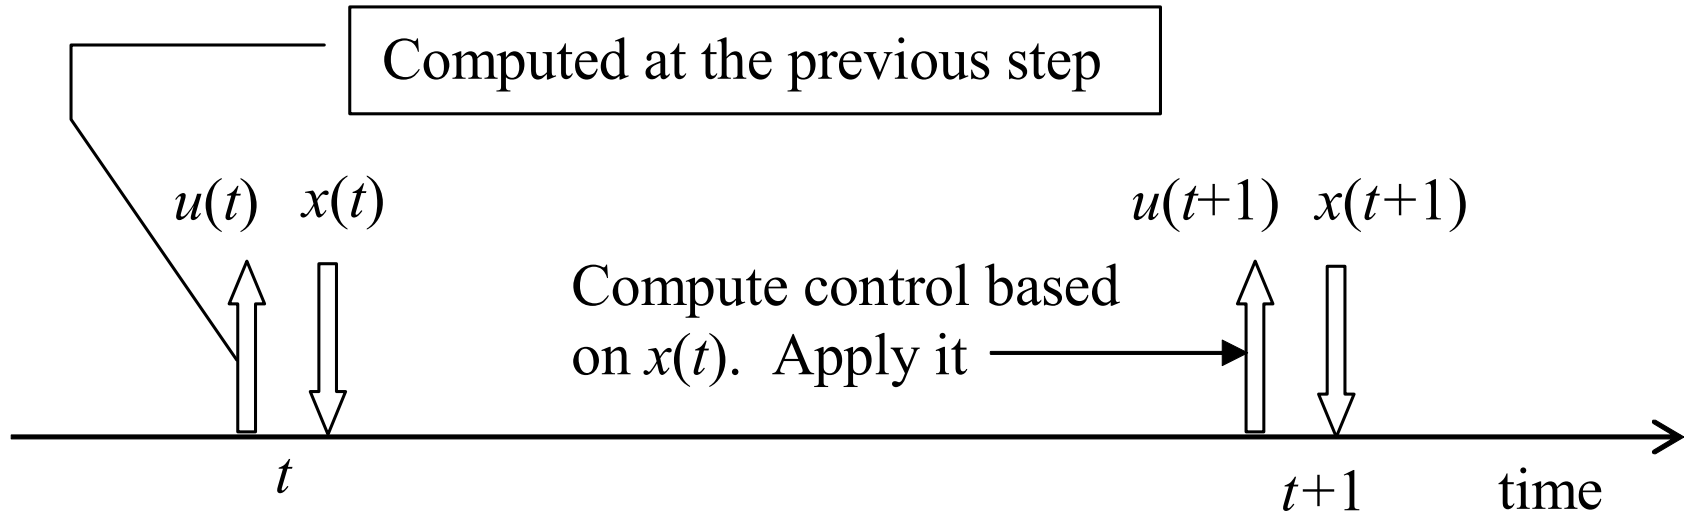 Computed at the previous step
u(t) x(t)
u(t+1) x(t+1)
Compute control based
on x(t). Apply it
t
t+1
time